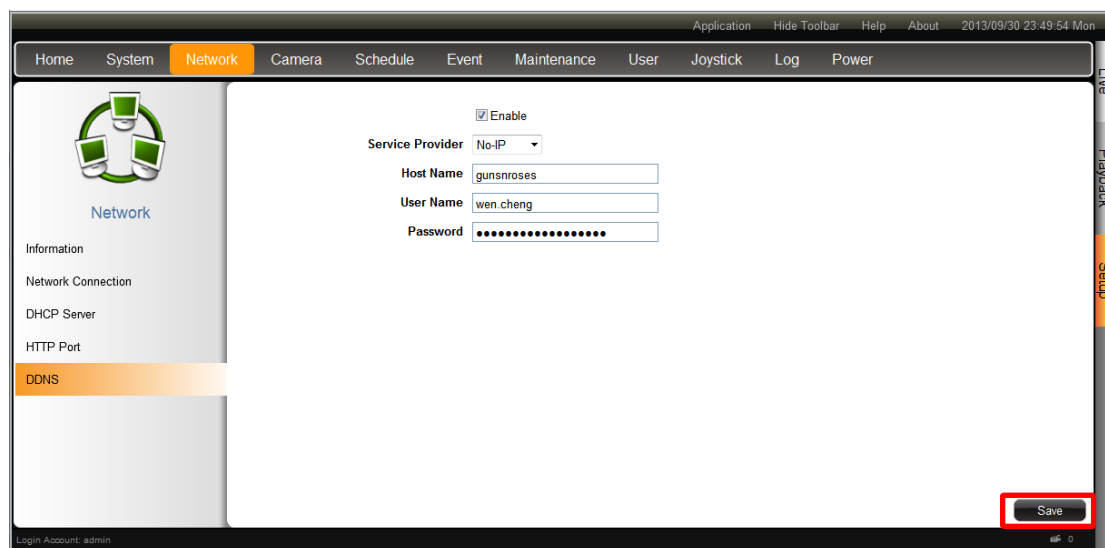 Application Hide Toolbar Help About 2013/09/30 23:49:54 Mon
Home System Network Camera Schedule Event Maintenance User Joystick Log Power
Live
Playback
Setup
Network
Information
Network Connection
DHCP Server
HTTP Port
DDNS
Enable
Service Provider No-IP
Host Name gunsnroses
User Name wen.cheng
Password ●●●●●●●●●●●●●●●●●●
Save
Login Account: admin 0